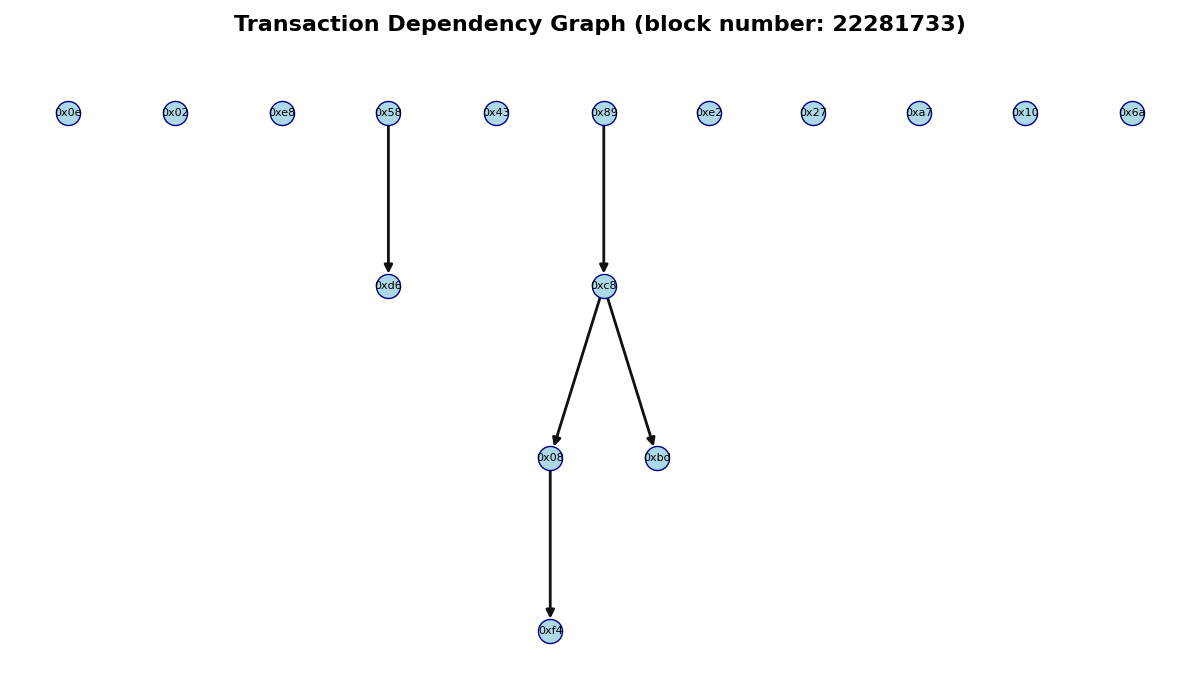 Transaction Dependency Graph (block number: 22281733)
0x0e 0x02 0xe8 0x58 0x43 0x89 0xe2 0x27 0xa7 0x10 0x6a
0xd6 0xc8
0x08 0xbd
0xf4